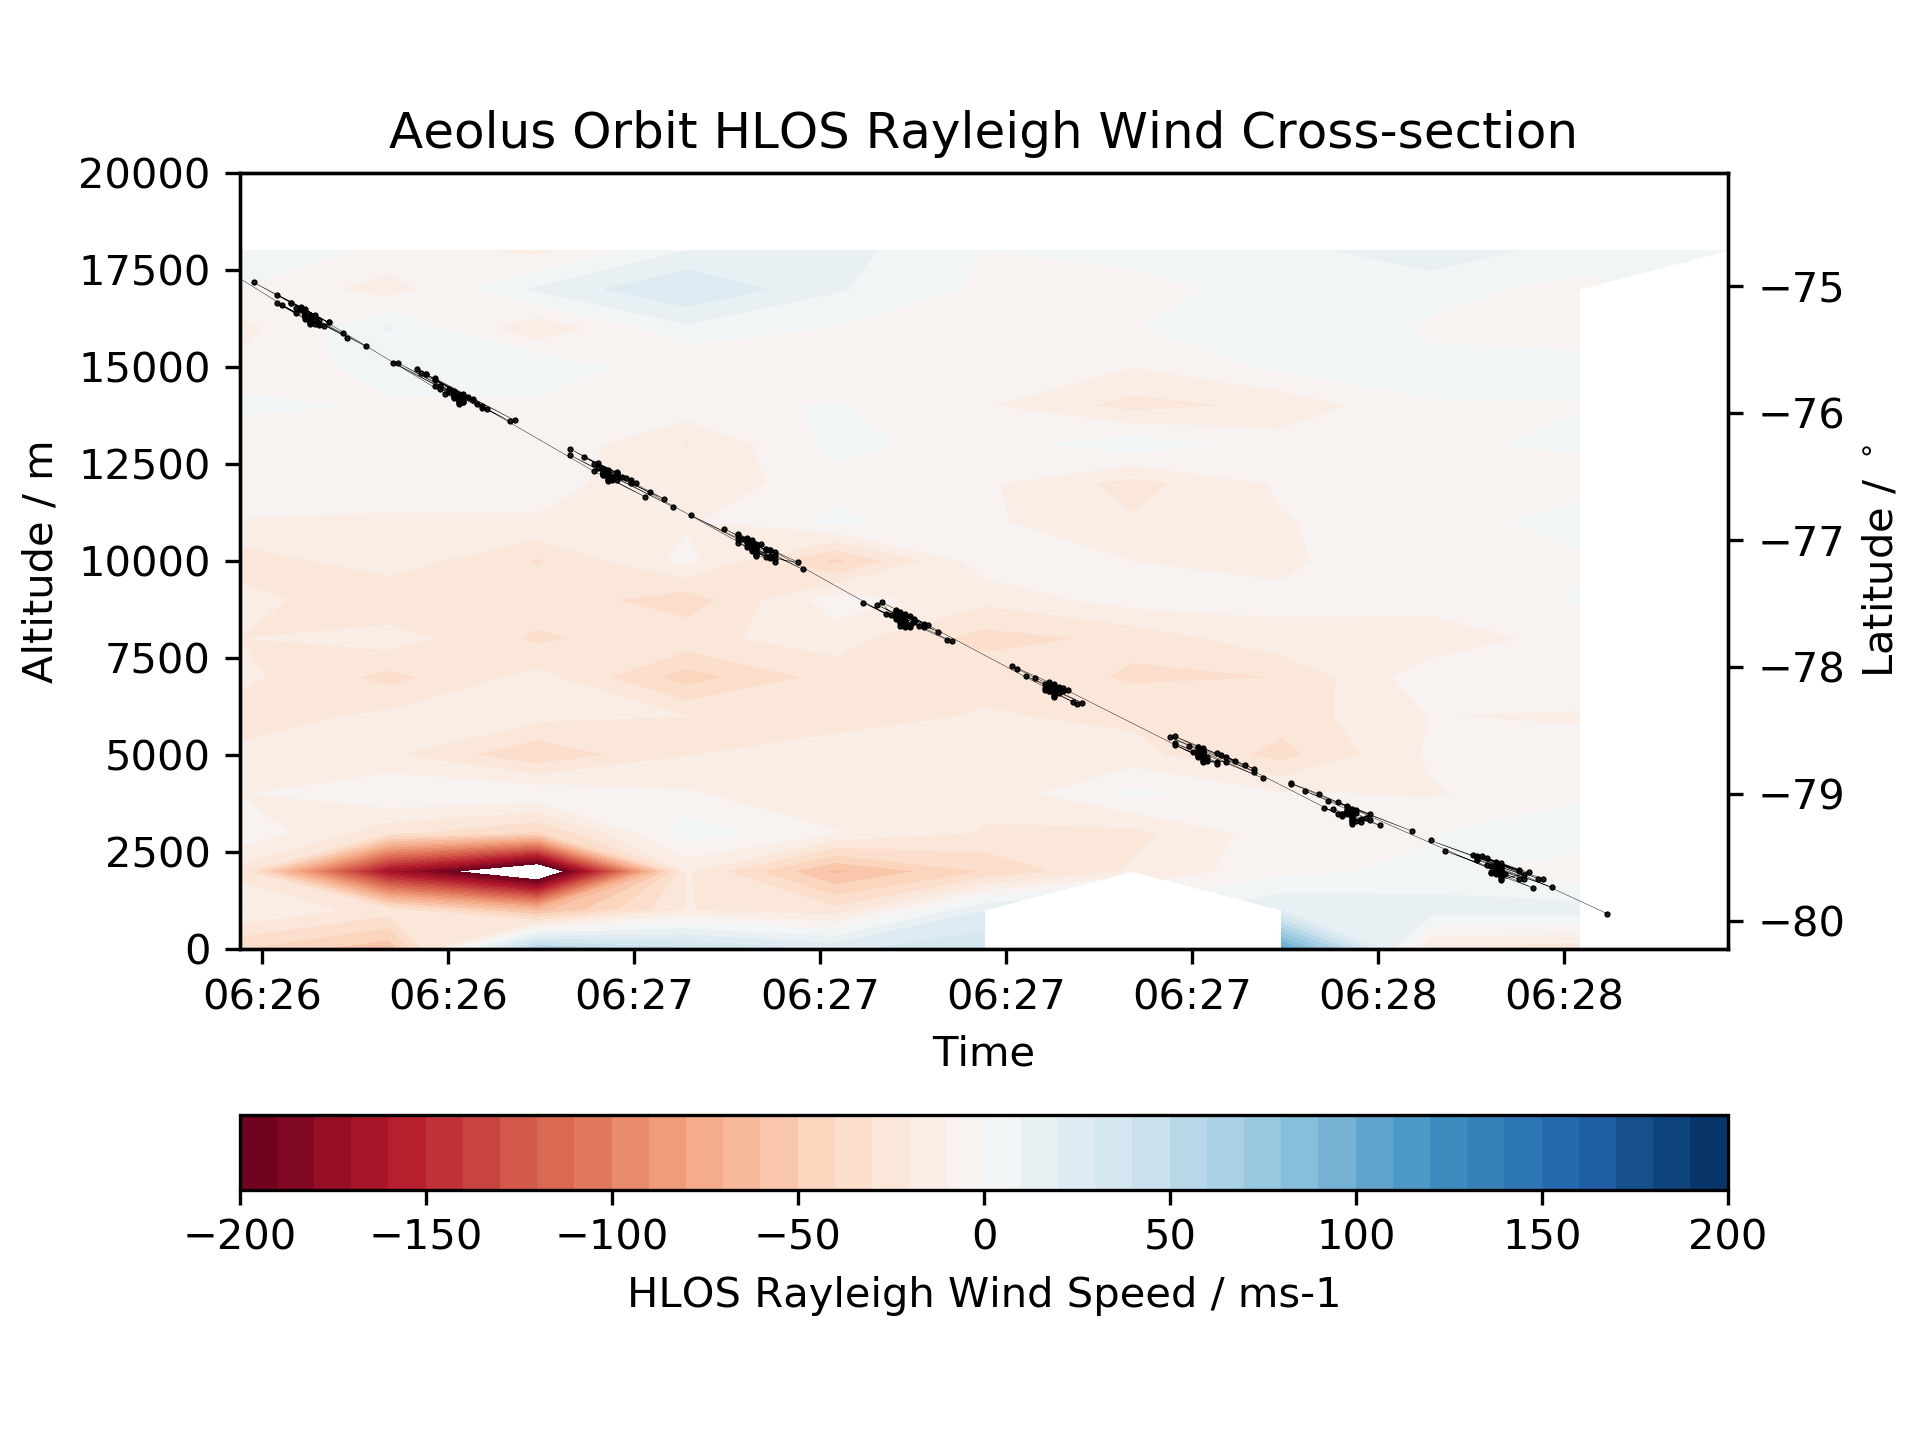 Aeolus Orbit HLOS Rayleigh Wind Cross-section
20000
17500
15000
12500
10000
7500
5000
2500
0
Altitude / m
−75
−76
−77
−78
−79
−80
Latitude / °
06:26 06:26 06:27 06:27 06:27 06:27 06:28 06:28
Time
−200 −150 −100 −50 0 50 100 150 200
HLOS Rayleigh Wind Speed / ms-1